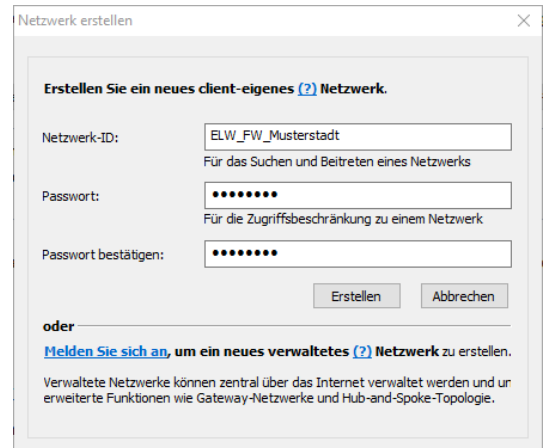 Netzwerk erstellen
Erstellen Sie ein neues client-eigenes (?) Netzwerk.
Netzwerk-ID: ELW_FW_Musterstadt
Für das Suchen und Beitreten eines Netzwerks
Passwort: ••••••••
Für die Zugriffsbeschränkung zu einem Netzwerk
Passwort bestätigen: ••••••••
Erstellen Abbrechen
oder
Melden Sie sich an, um ein neues verwaltetes (?) Netzwerk zu erstellen.
Verwaltete Netzwerke können zentral über das Internet verwaltet werden und
erweiterte Funktionen wie Gateway-Netzwerke und Hub-and-Spoke-Topologie.